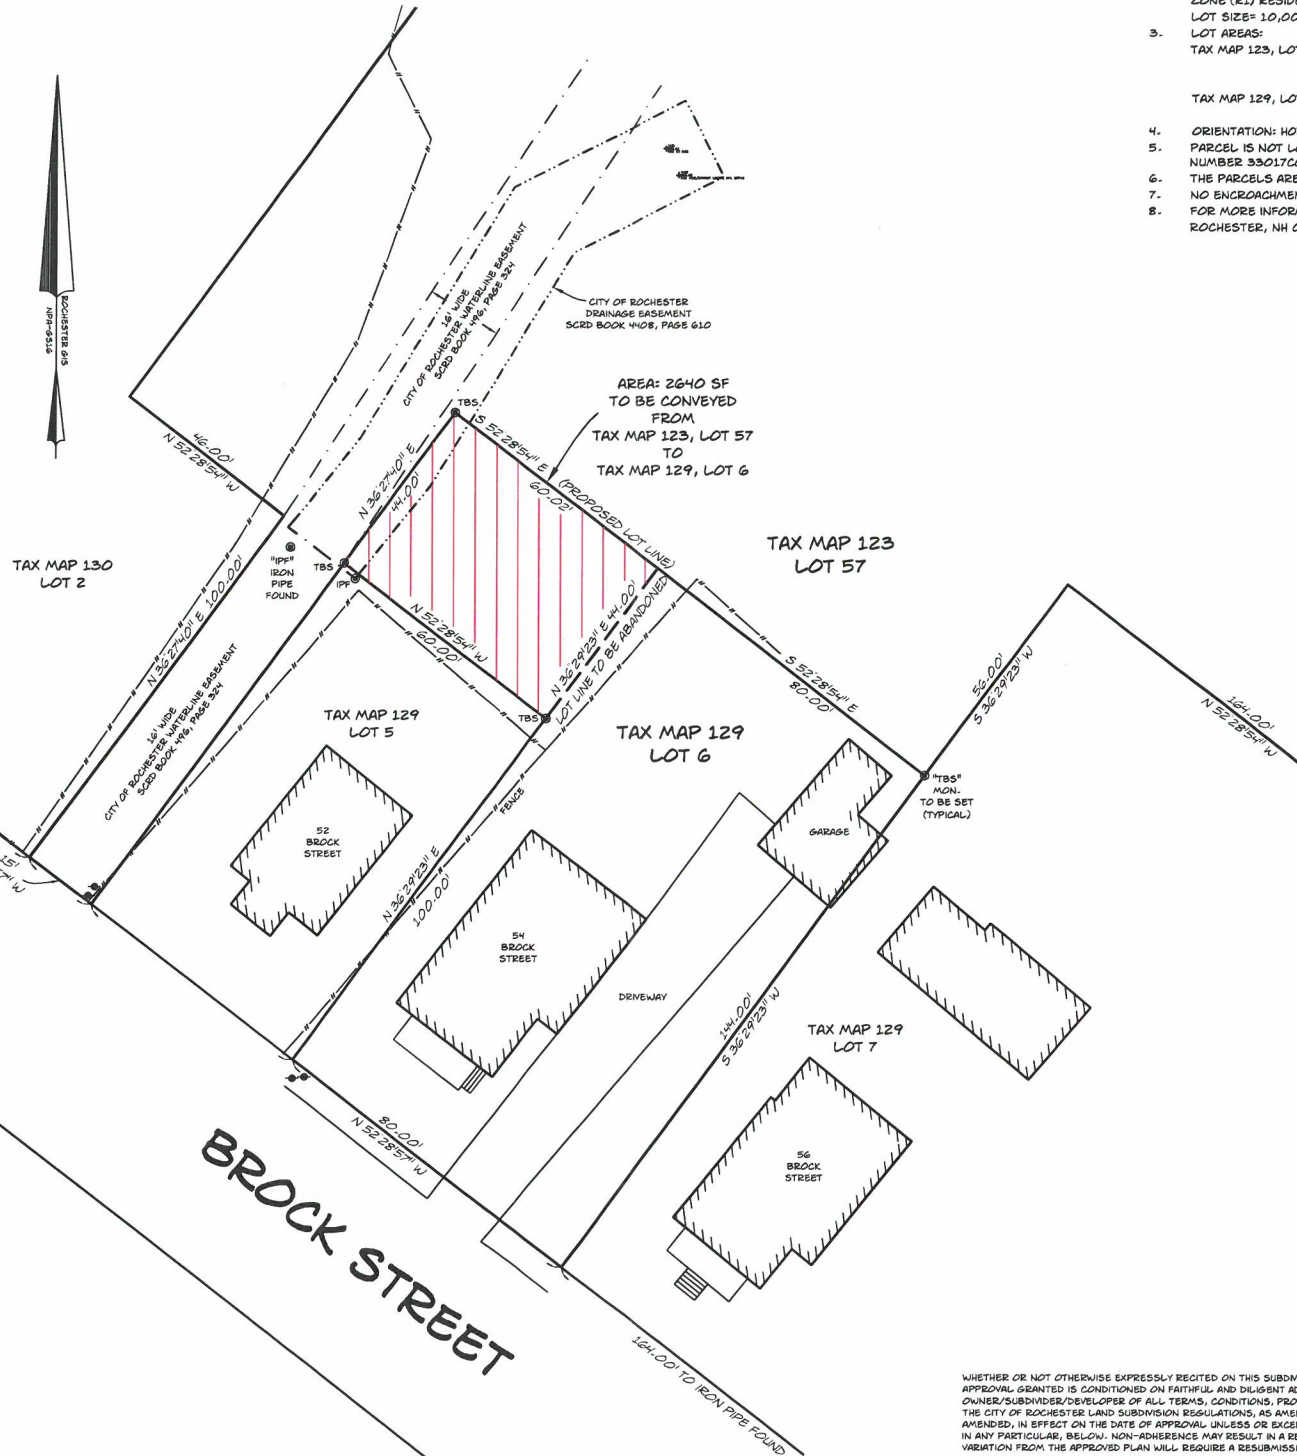 ZONE (R1) RESIDE
LOT SIZE= 10,00
3. LOT AREAS:
TAX MAP 123, LOT
TAX MAP 129, LOT
4. ORIENTATION: HO
5. PARCEL IS NOT L
NUMBER 33017C
6. THE PARCELS ARE
7. NO ENCROACHME
8. FOR MORE INFOR
ROCHESTER, NH
ROCHESTER GIS
NPA-G316
16' WIDE
CITY OF ROCHESTER WATERLINE EASEMENT
SCRD BOOK 496, PAGE 324
CITY OF ROCHESTER
DRAINAGE EASEMENT
SCRD BOOK 4408, PAGE 610
AREA: 2640 SF
TO BE CONVEYED
FROM
TAX MAP 123, LOT 57
TO
TAX MAP 129, LOT 6
TBS
46.00'
N 52°28'54" W
N 36°27'40" E
44.00'
S 52°28'54" E (PROPOSED LOT LINE)
60.02'
TAX MAP 123
LOT 57
TAX MAP 130
LOT 2
"IPF"
IRON
PIPE
FOUND
TBS
IPF
N 36°27'40" E 100.00'
N 52°28'54" W
60.00'
N 36°29'23" E 44.00'
LOT LINE TO BE ABANDONED
S 52°28'54" E
80.00'
56.00'
S 36°29'23" W
164.00'
N 52°28'54" W
16' WIDE
CITY OF ROCHESTER WATERLINE EASEMENT
SCRD BOOK 496, PAGE 324
TAX MAP 129
LOT 5
TBS
TAX MAP 129
LOT 6
"TBS"
MON.
TO BE SET
(TYPICAL)
FENCE
52
BROCK
STREET
GARAGE
15'
7" W
N 36°29'23" E
100.00'
54
BROCK
STREET
DRIVEWAY
144.00'
S 36°29'23" W
TAX MAP 129
LOT 7
80.00'
N 52°28'57" W
56
BROCK
STREET
BROCK STREET
164.00' TO IRON PIPE FOUND
WHETHER OR NOT OTHERWISE EXPRESSLY RECITED ON THIS SUBDIV
APPROVAL GRANTED IS CONDITIONED ON FAITHFUL AND DILIGENT AD
OWNER/SUBDIVIDER/DEVELOPER OF ALL TERMS, CONDITIONS, PRO
THE CITY OF ROCHESTER LAND SUBDIVISION REGULATIONS, AS AME
AMENDED, IN EFFECT ON THE DATE OF APPROVAL UNLESS OR EXCE
IN ANY PARTICULAR, BELOW. NON-ADHERENCE MAY RESULT IN A RE
VARIATION FROM THE APPROVED PLAN WILL REQUIRE A RESUBMISS